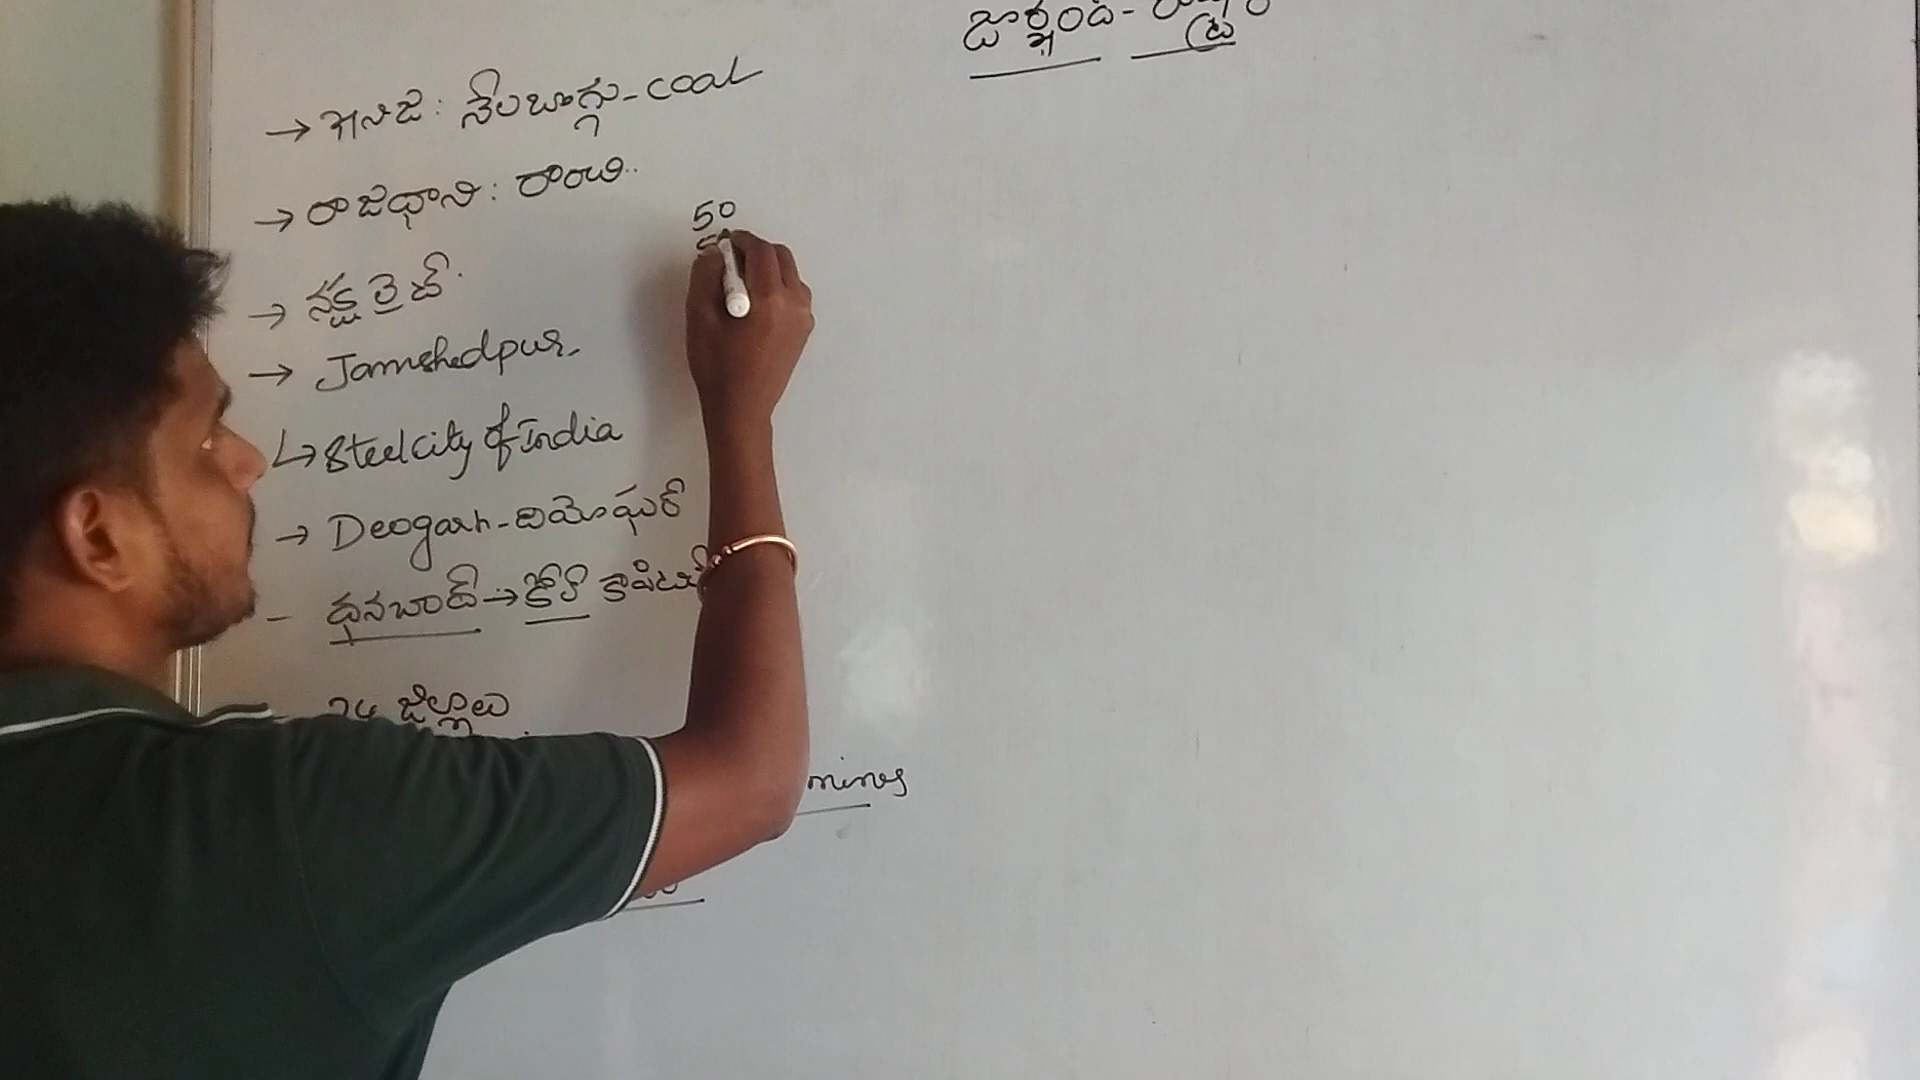 జార్ఖండ్ - రాష్ట్రం
→ ఖనిజ : నేలబొగ్గు - coal
→ రాజధాని : రాంచి
50
→ నక్సలైట్
→ Jamshedpur
↳ Steel city of India
→ Deogarh - దియోఘర్
- ధనబాద్ → కోల్ కాపిటల్
24 జిల్లాలు
mines